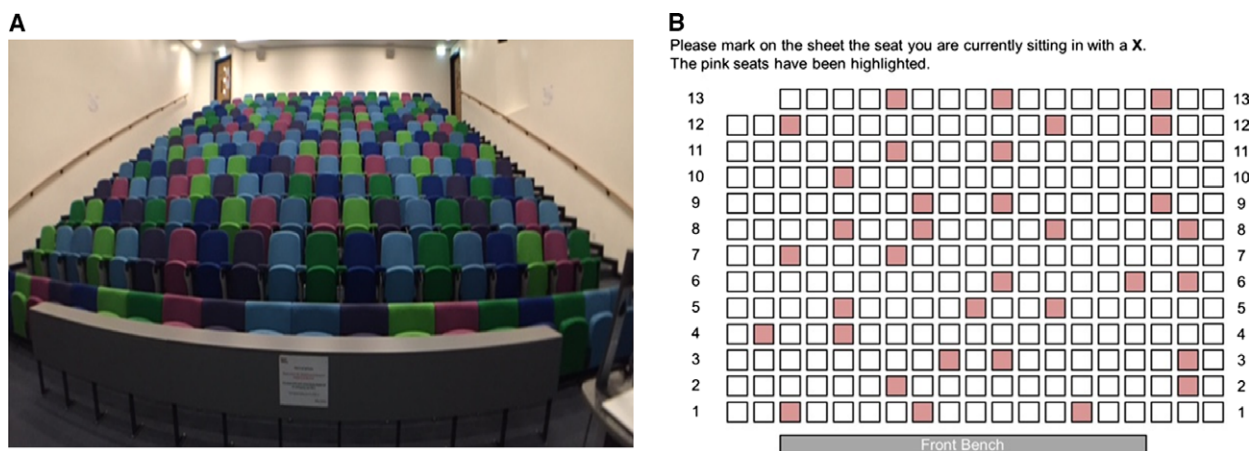 A
B
Please mark on the sheet the seat you are currently sitting in with a X.
The pink seats have been highlighted.
13 13
12 12
11 11
10 10
9 9
8 8
7 7
6 6
5 5
4 4
3 3
2 2
1 1
Front Bench